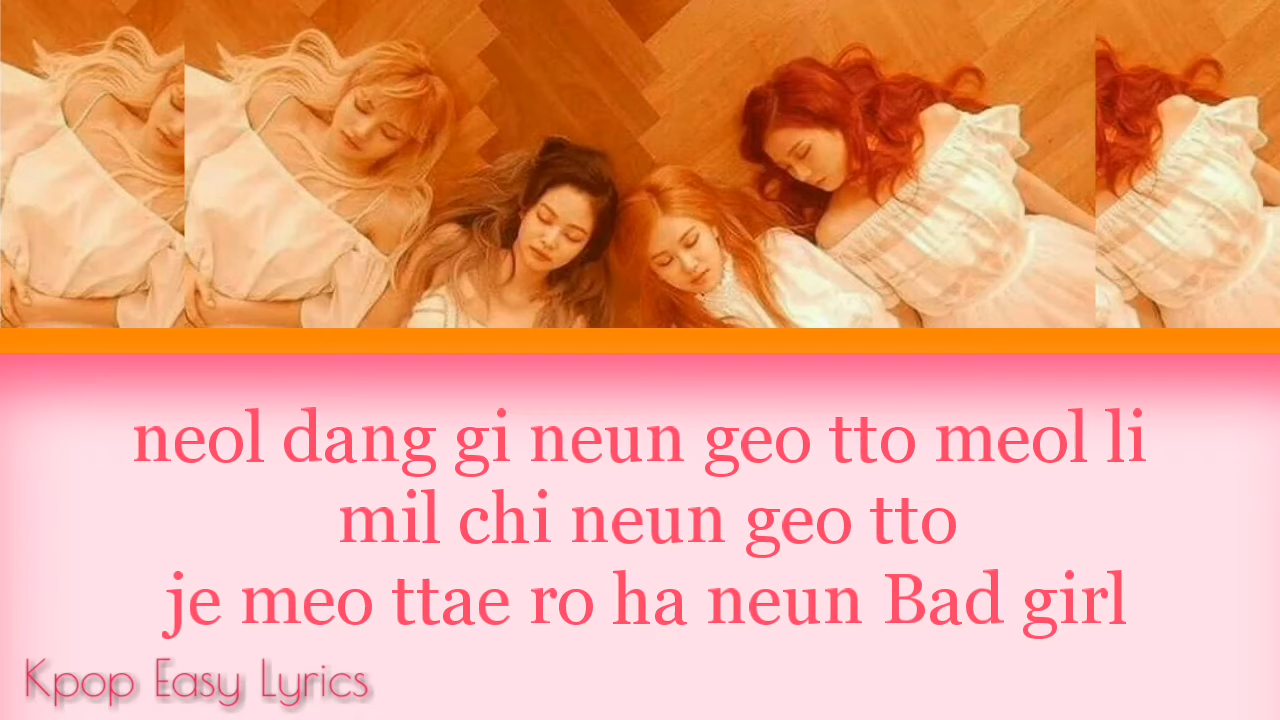 neol dang gi neun geo tto meol li
mil chi neun geo tto
je meo ttae ro ha neun Bad girl
Kpop Easy Lyrics